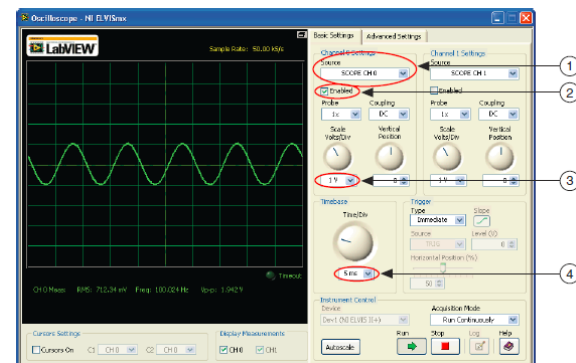 Oscilloscope - NI ELVISmx
LabVIEW
Sample Rate: 50.00 kS/s
Timeout
CH 0 Meas: RMS: 712.34 mV Freq: 100.024 Hz Vp-p: 1.942 V
Cursors Settings
Cursors On C1 CH 0 C2 CH 0
Display Measurements
CH 0 CH 1
Basic Settings Advanced Settings
Channel 0 Settings
Source
SCOPE CH 0
Enabled
Probe Coupling
1x DC
Scale Vertical
Volts/Div Position
1 V 0
Channel 1 Settings
Source
SCOPE CH 1
Enabled
Probe Coupling
1x DC
Scale Vertical
Volts/Div Position
1 V 0
Timebase
Time/Div
5 ms
Trigger
Type Slope
Immediate
Source Level (V)
TRIG 0
Horizontal Position (%)
50
Instrument Control
Device Acquisition Mode
Dev1 (NI ELVIS II+) Run Continuously
Run Stop Log Help
Autoscale
1
2
3
4